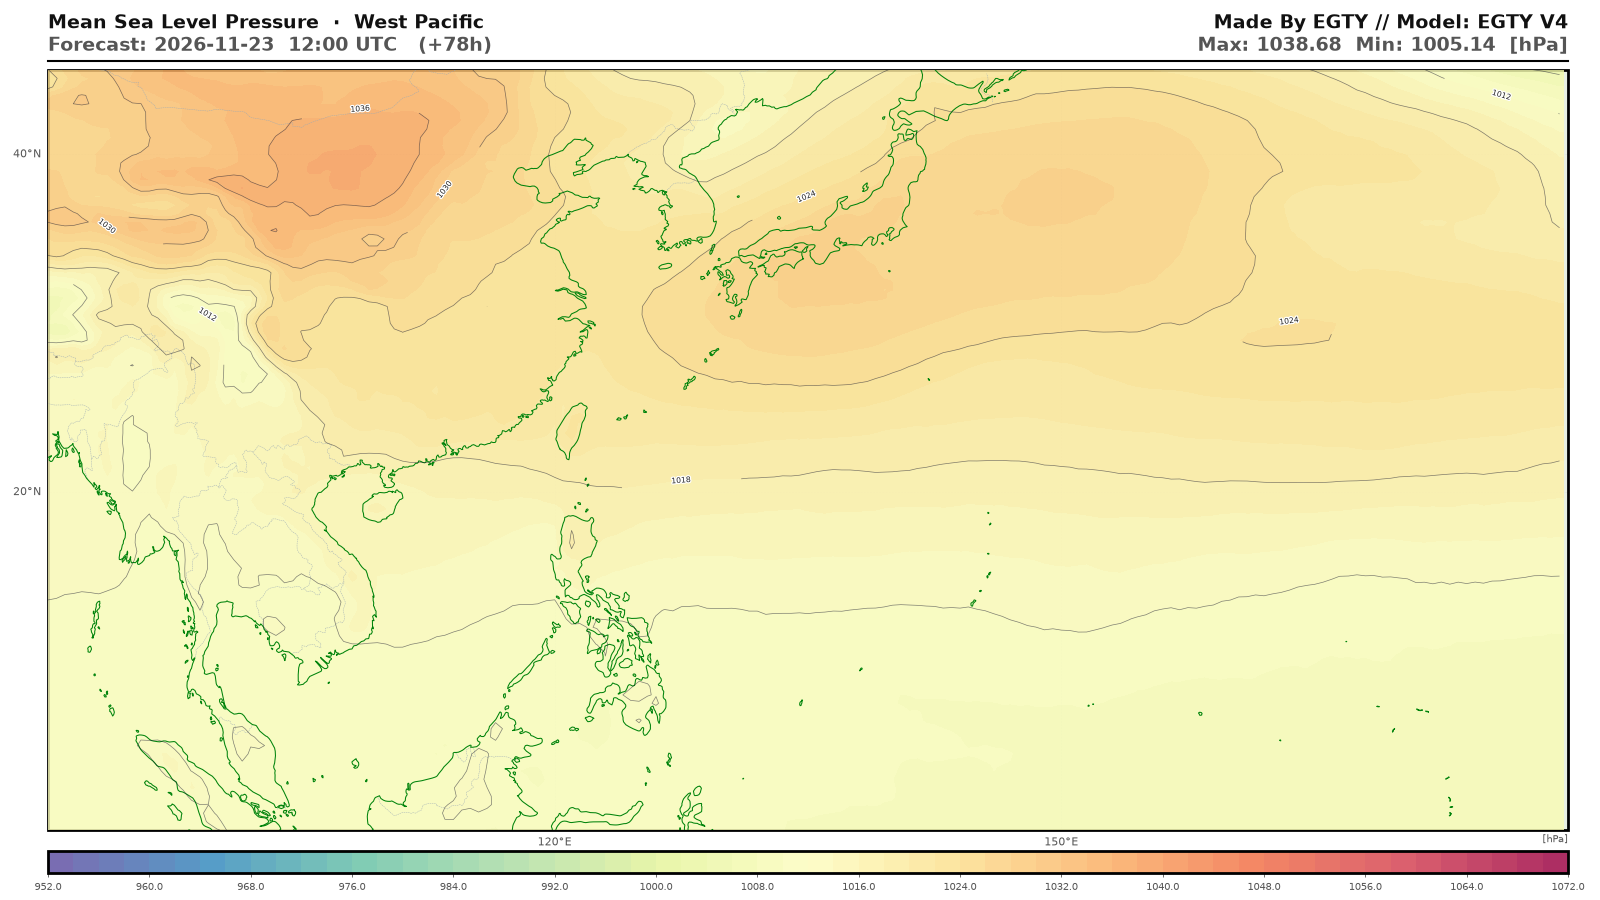 Mean Sea Level Pressure · West Pacific
Made By EGTY // Model: EGTY V4
Forecast: 2026-11-23 12:00 UTC (+78h)
Max: 1038.68 Min: 1005.14 [hPa]
1012
1036
40°N
1030
1024
1030
1012
1024
1018
20°N
120°E
150°E
[hPa]
952.0 960.0 968.0 976.0 984.0 992.0 1000.0 1008.0 1016.0 1024.0 1032.0 1040.0 1048.0 1056.0 1064.0 1072.0